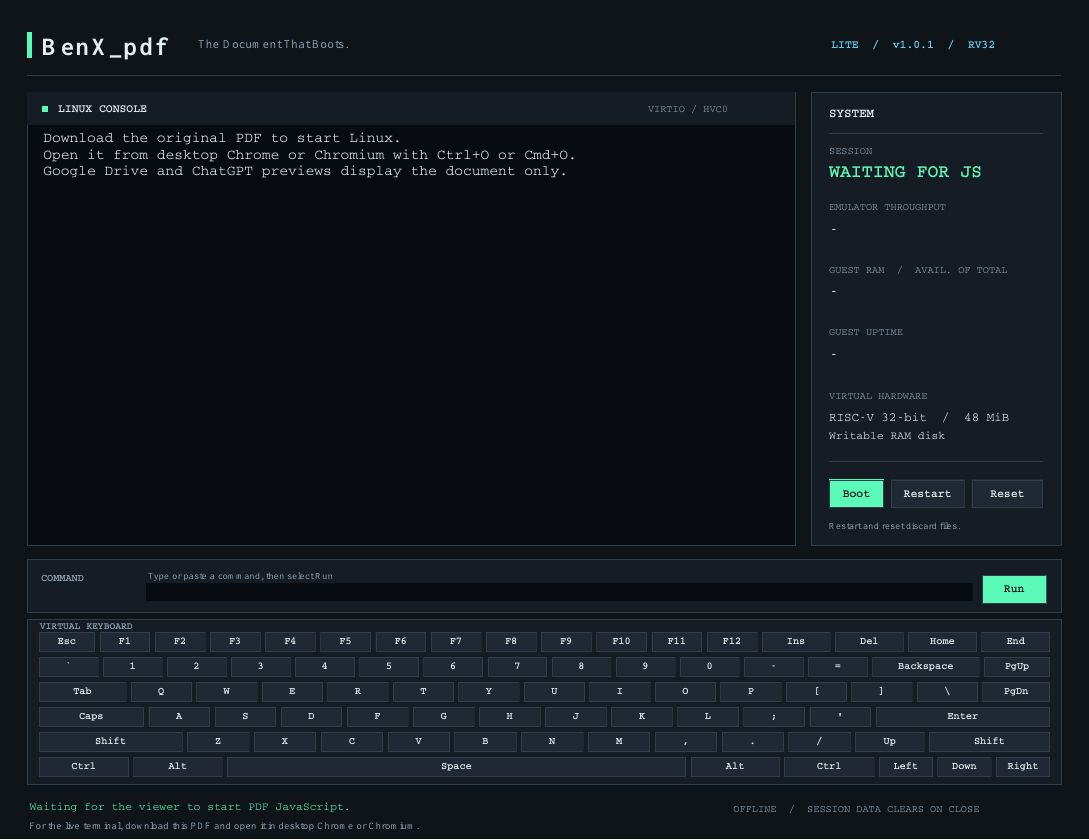 BenX_pdf
The Document That Boots.
LITE / v1.0.1 / RV32
LINUX CONSOLE
VIRTIO / HVC0
Download the original PDF to start Linux.
Open it from desktop Chrome or Chromium with Ctrl+O or Cmd+O.
Google Drive and ChatGPT previews display the document only.
SYSTEM
SESSION
WAITING FOR JS
EMULATOR THROUGHPUT
-
GUEST RAM / AVAIL. OF TOTAL
-
GUEST UPTIME
-
VIRTUAL HARDWARE
RISC-V 32-bit / 48 MiB
Writable RAM disk
Boot Restart Reset
Restart and reset discard files.
COMMAND
Type or paste a command, then select Run
Run
VIRTUAL KEYBOARD
Esc F1 F2 F3 F4 F5 F6 F7 F8 F9 F10 F11 F12 Ins Del Home End
` 1 2 3 4 5 6 7 8 9 0 - = Backspace PgUp
Tab Q W E R T Y U I O P [ ] \ PgDn
Caps A S D F G H J K L ; ' Enter
Shift Z X C V B N M , . / Up Shift
Ctrl Alt Space Alt Ctrl Left Down Right
Waiting for the viewer to start PDF JavaScript.
OFFLINE / SESSION DATA CLEARS ON CLOSE
For the live terminal, download this PDF and open it in desktop Chrome or Chromium.